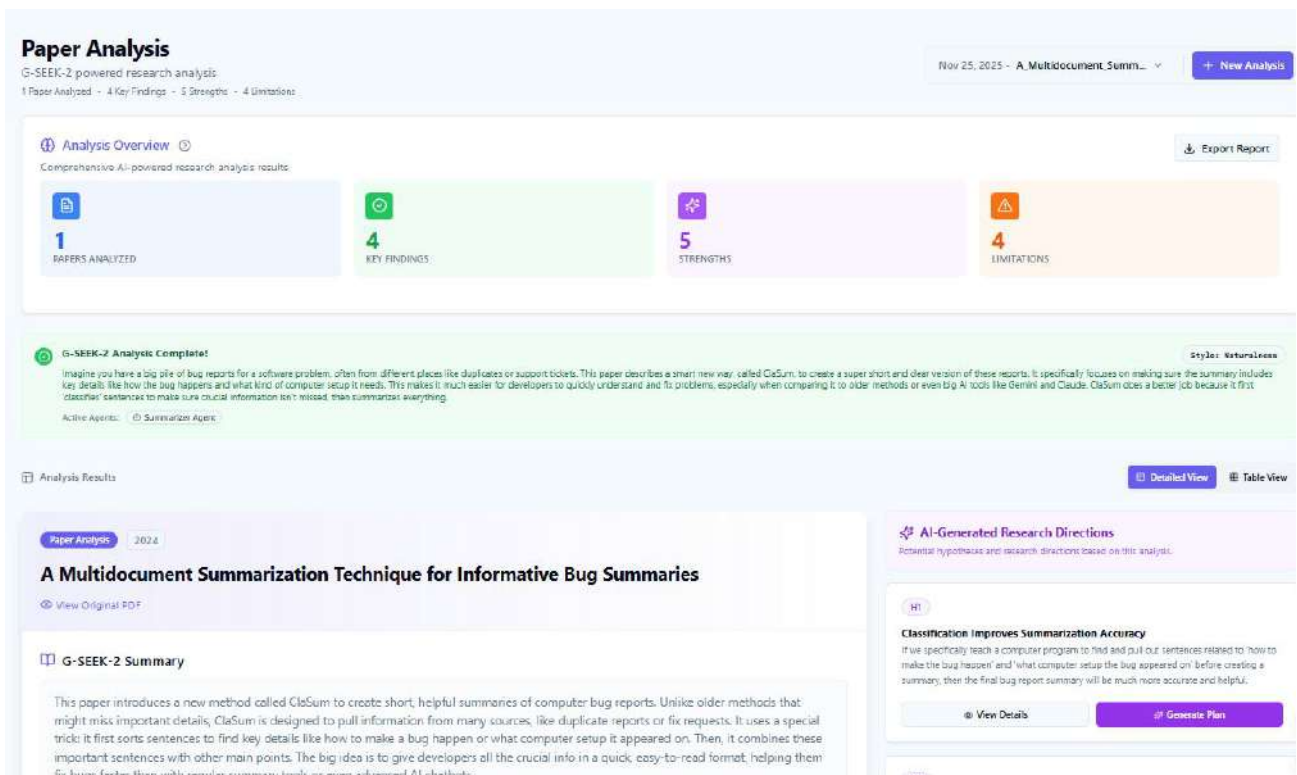 Paper Analysis
G-SEEK-2 powered research analysis
1 Paper Analyzed - 4 Key Findings - 5 Strengths - 4 Limitations
Nov 25, 2025 - A_Multidocument_Summ...
+ New Analysis
Analysis Overview
Comprehensive AI-powered research analysis results
Export Report
1
PAPERS ANALYZED
4
KEY FINDINGS
5
STRENGTHS
4
LIMITATIONS
G-SEEK-2 Analysis Complete!
Style: Naturalness
Imagine you have a big pile of bug reports for a software problem, often from different places like duplicates or support tickets. This paper describes a smart new way, called ClaSum, to create a super short and clear version of these reports. It specifically focuses on making sure the summary includes
key details like how the bug happens and what kind of computer setup it needs. This makes it much easier for developers to quickly understand and fix problems, especially when comparing it to older methods or even big AI tools like Gemini and Claude. ClaSum does a better job because it first
'classifies' sentences to make sure crucial information isn't missed, then summarizes everything.
Active Agents: Summarizer Agent
Analysis Results
Detailed View
Table View
Paper Analysis
2024
A Multidocument Summarization Technique for Informative Bug Summaries
View Original PDF
G-SEEK-2 Summary
This paper introduces a new method called ClaSum to create short, helpful summaries of computer bug reports. Unlike older methods that
might miss important details, ClaSum is designed to pull information from many sources, like duplicate reports or fix requests. It uses a special
trick: it first sorts sentences to find key details like how to make a bug happen or what computer setup it appeared on. Then, it combines these
important sentences with other main points. The big idea is to give developers all the crucial info in a quick, easy-to-read format, helping them
fix bugs faster than with regular summary tools or even advanced AI chatbots.
AI-Generated Research Directions
Potential hypotheses and research directions based on this analysis.
H1
Classification Improves Summarization Accuracy
If we specifically teach a computer program to find and pull out sentences related to 'how to
make the bug happen' and 'what computer setup the bug appeared on' before creating a
summary, then the final bug report summary will be much more accurate and helpful.
View Details
Generate Plan